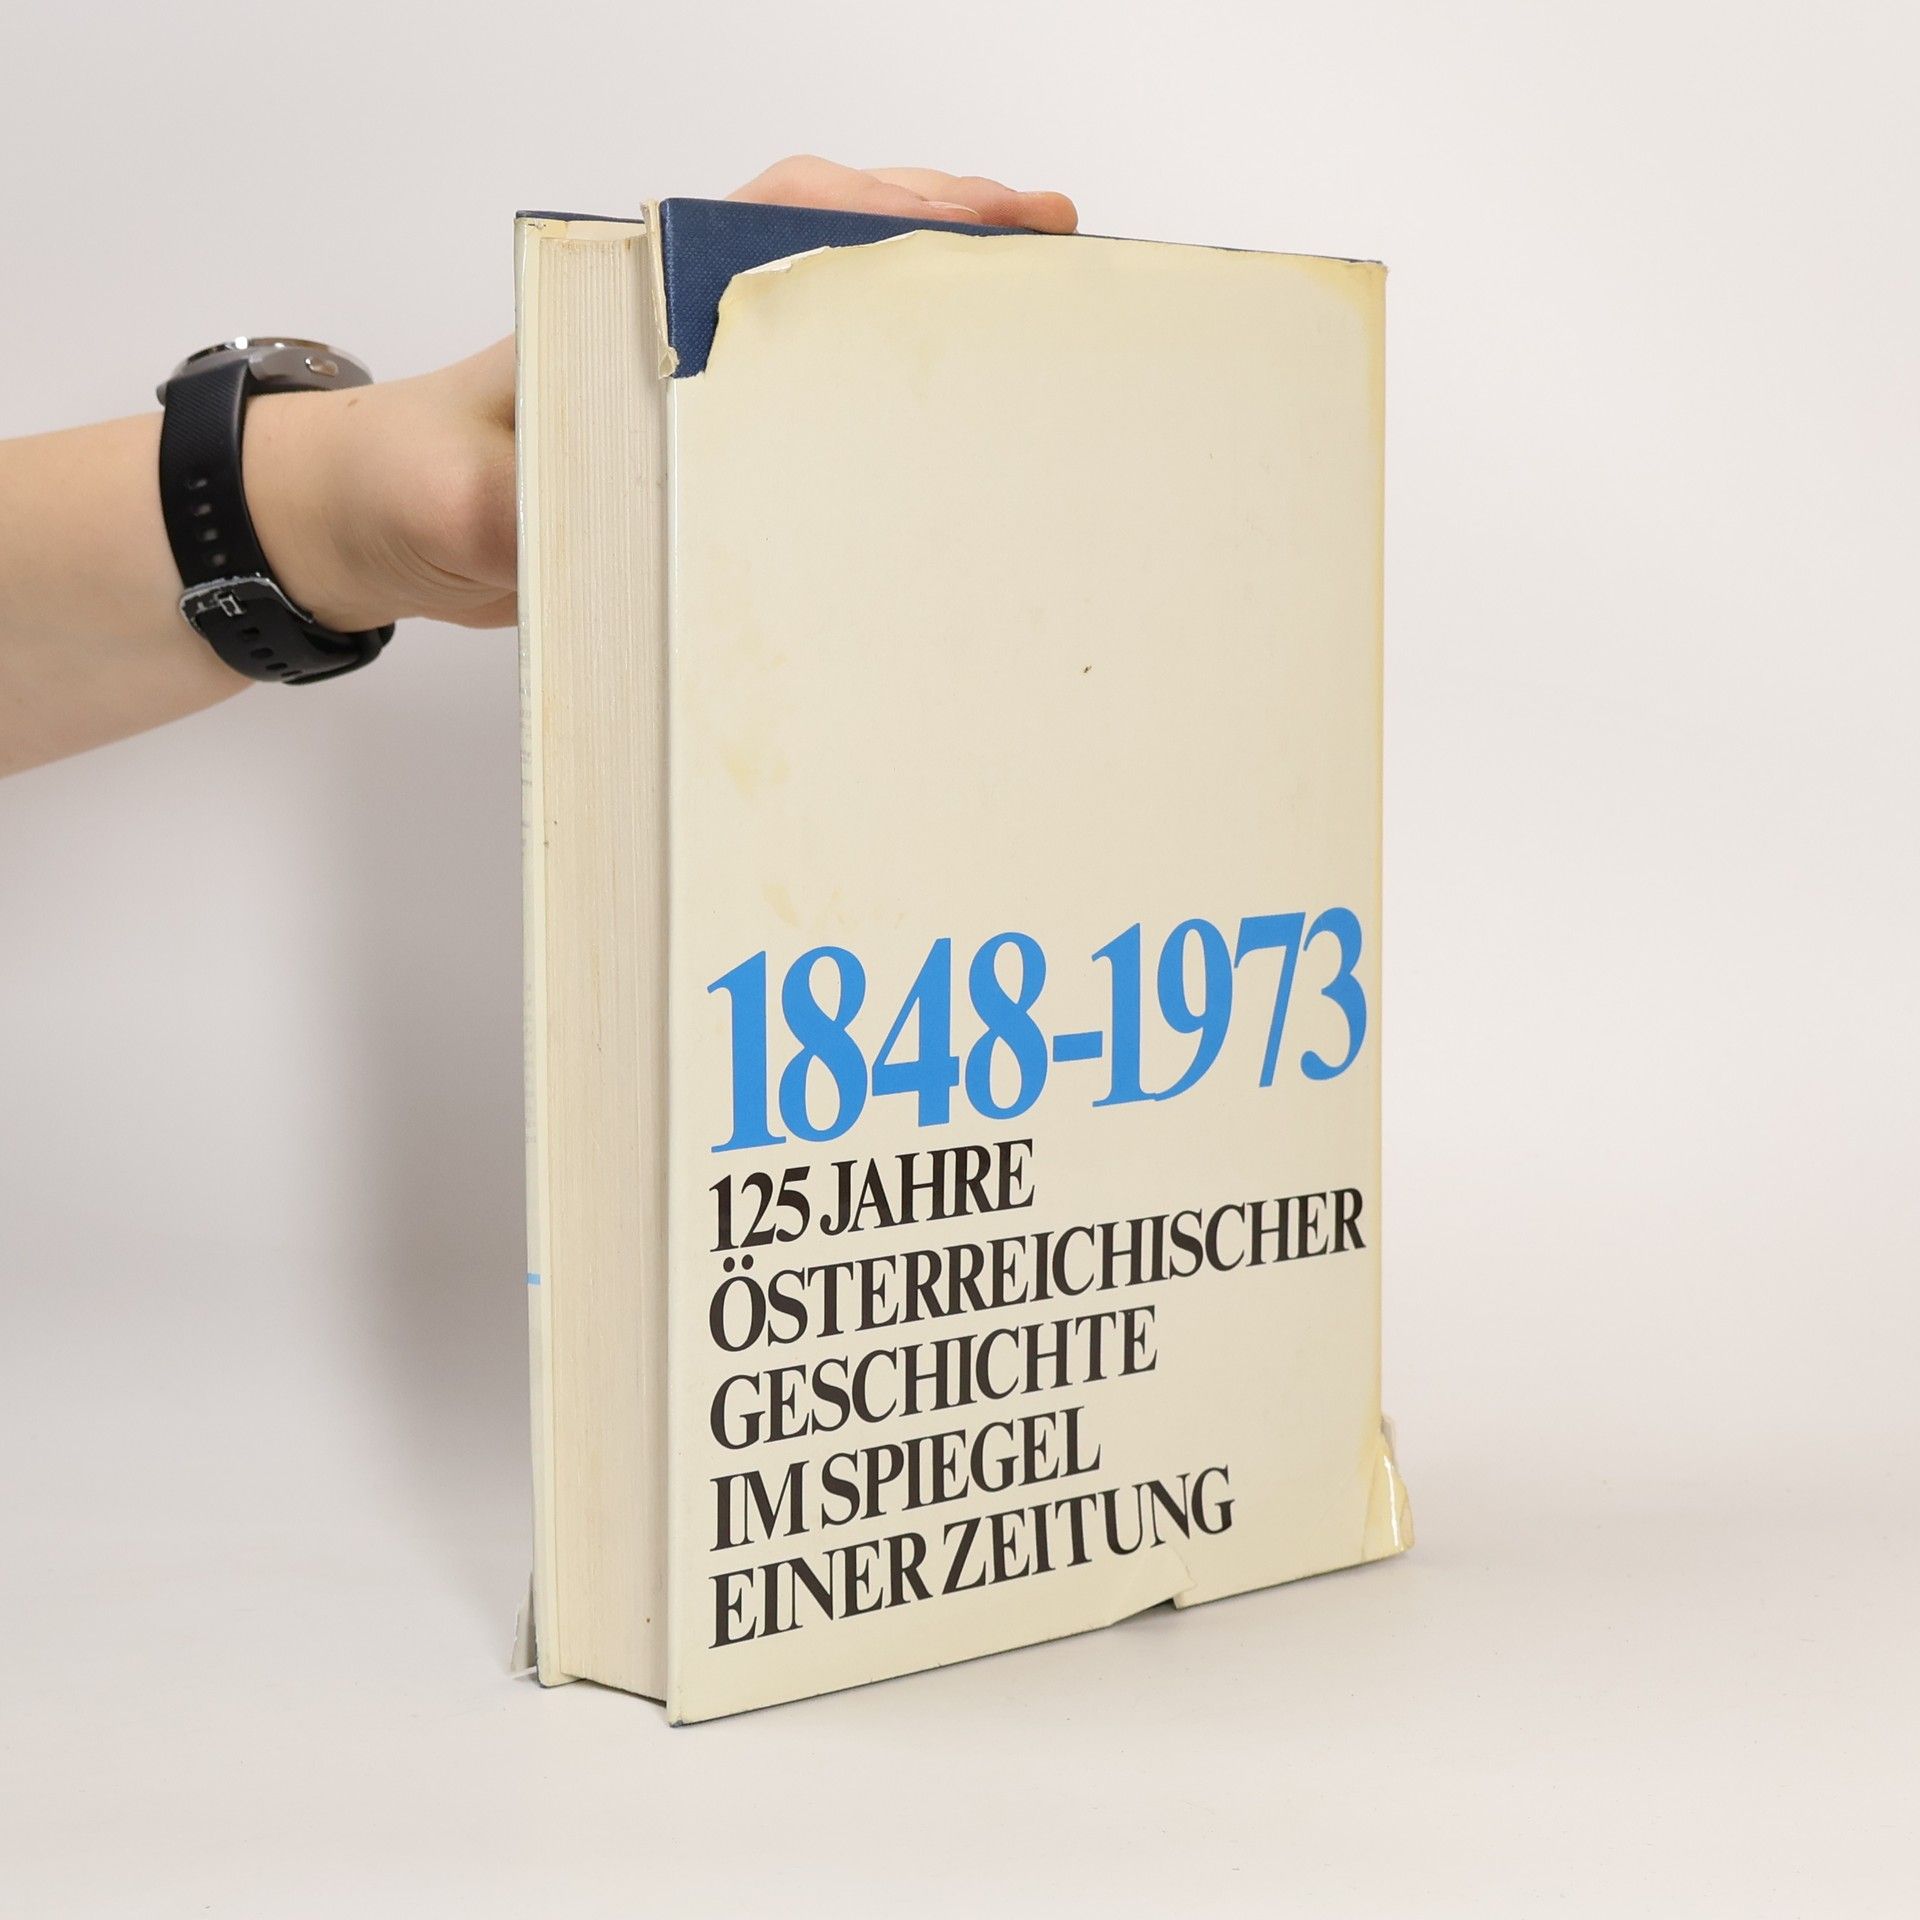 1848-1973
125 JAHRE
ÖSTERREICHISCHER
GESCHICHTE
IM SPIEGEL
EINER ZEITUNG